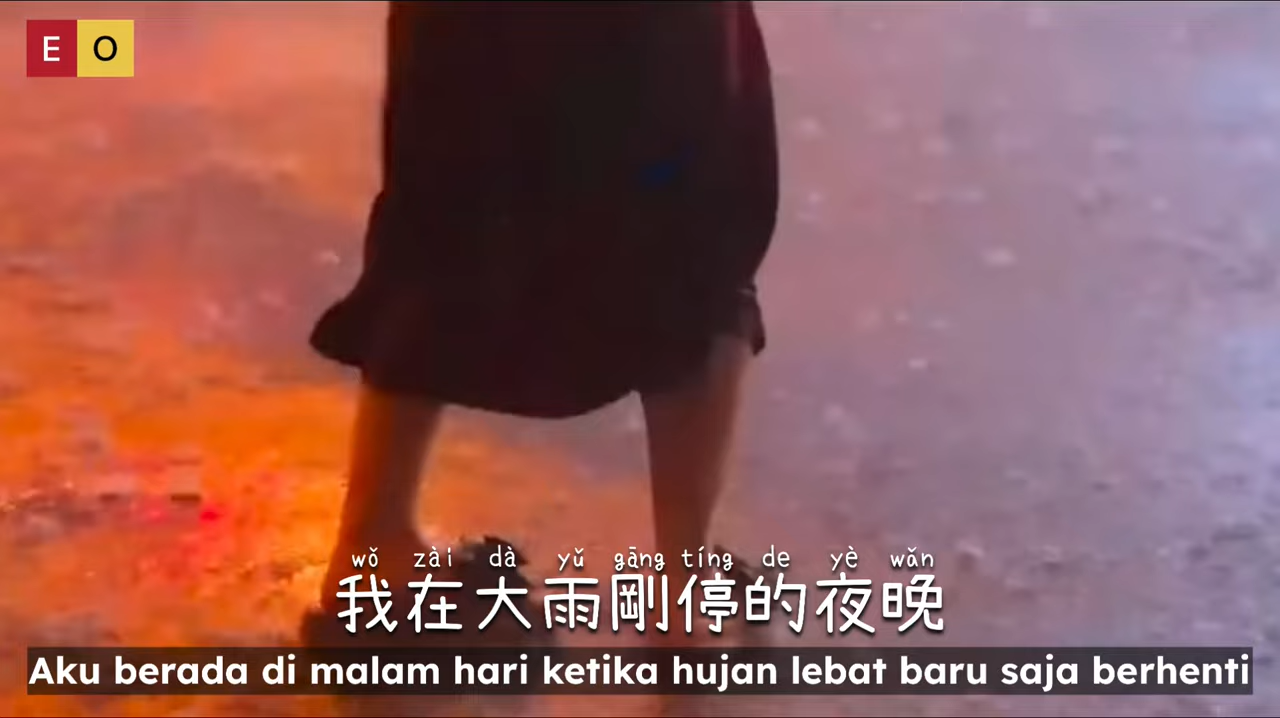 E O
wǒ zài dà yǔ gāng tíng de yè wǎn
我在大雨剛停的夜晚
Aku berada di malam hari ketika hujan lebat baru saja berhenti